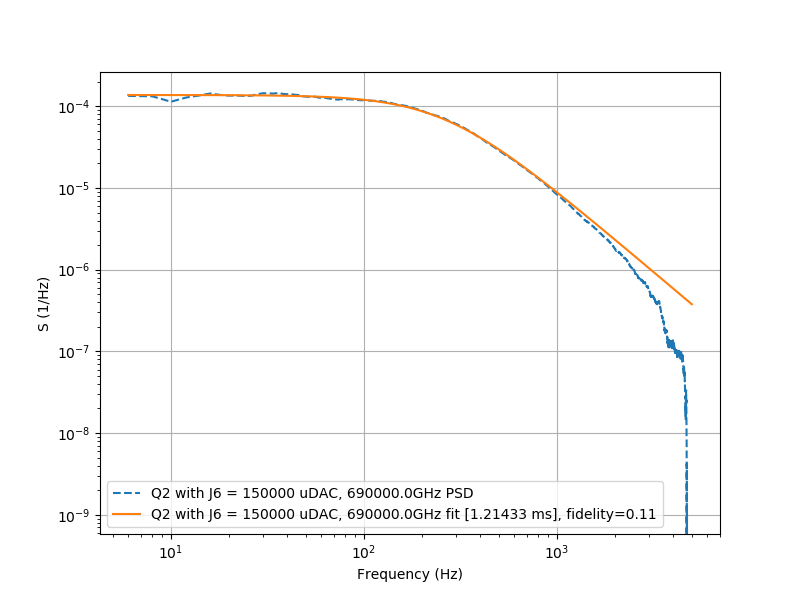 S (1/Hz)
10⁻⁴
10⁻⁵
10⁻⁶
10⁻⁷
10⁻⁸
10⁻⁹
Q2 with J6 = 150000 uDAC, 690000.0GHz PSD
Q2 with J6 = 150000 uDAC, 690000.0GHz fit [1.21433 ms], fidelity=0.11
10¹ 10² 10³
Frequency (Hz)